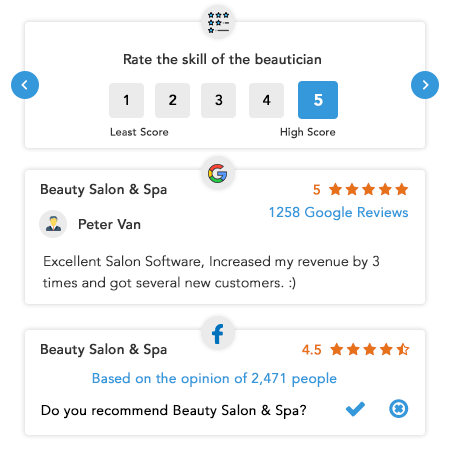 Rate the skill of the beautician
1 2 3 4 5
Least Score High Score
Beauty Salon & Spa 5
1258 Google Reviews
Peter Van
Excellent Salon Software, Increased my revenue by 3
times and got several new customers. :)
Beauty Salon & Spa 4.5
Based on the opinion of 2,471 people
Do you recommend Beauty Salon & Spa?